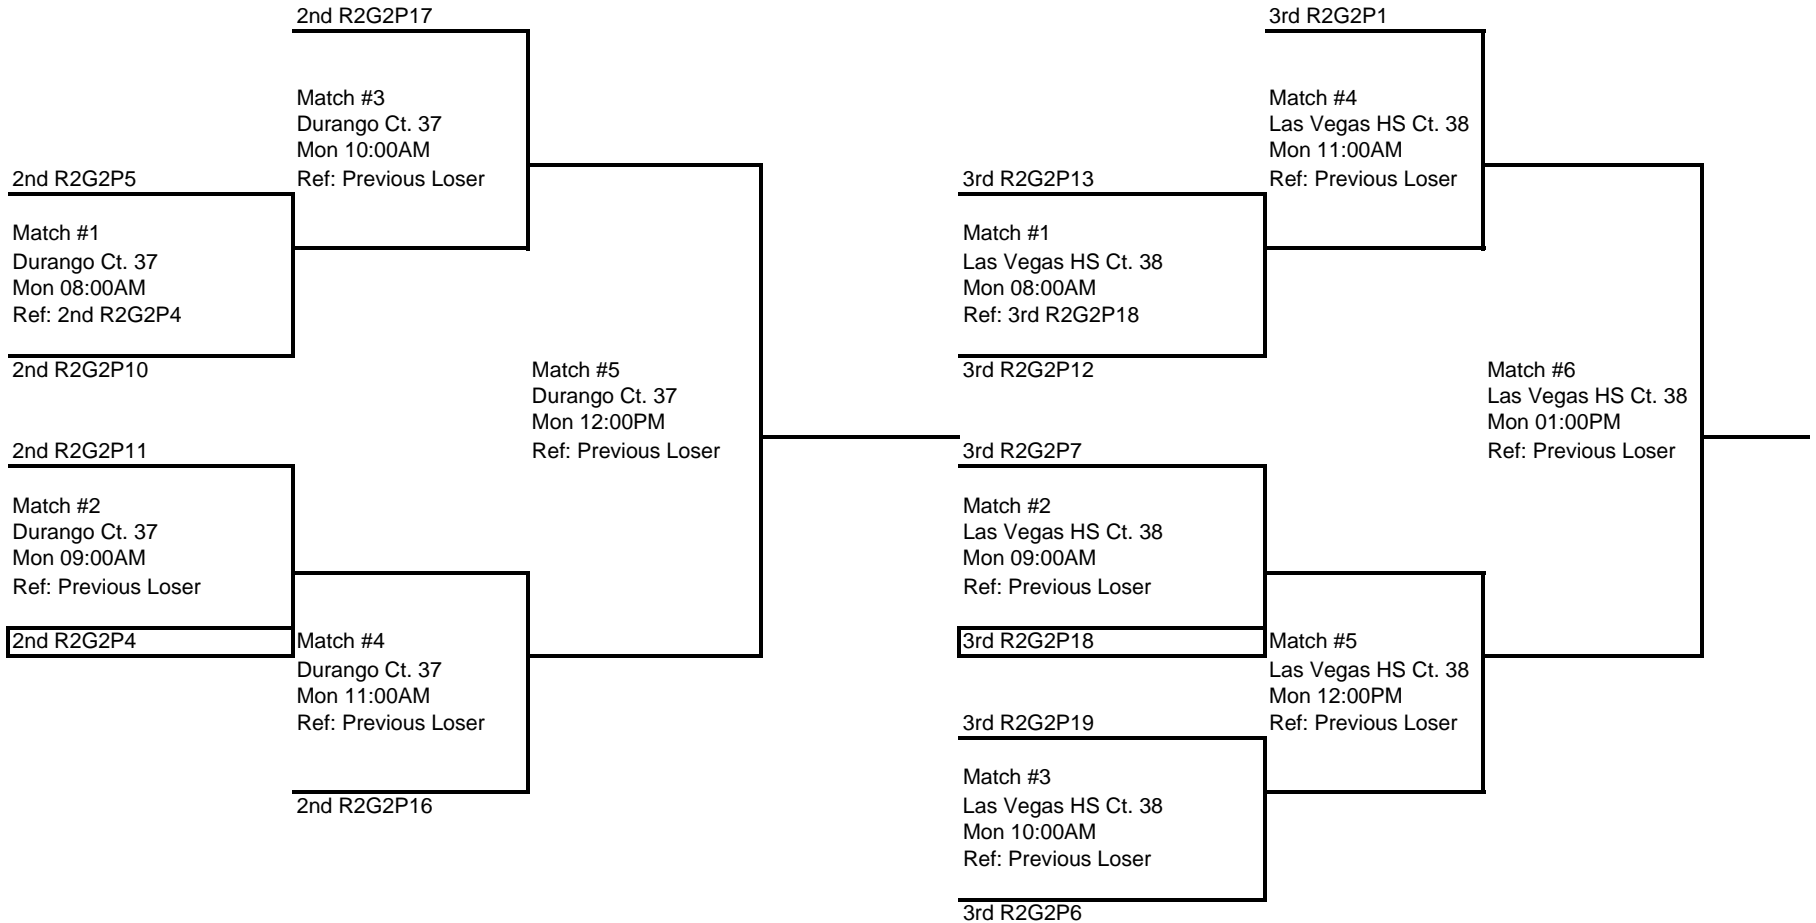 2nd R2G2P17
Match #3
Durango Ct. 37
Mon 10:00AM
Ref: Previous Loser
2nd R2G2P5
Match #1
Durango Ct. 37
Mon 08:00AM
Ref: 2nd R2G2P4
2nd R2G2P10
Match #5
Durango Ct. 37
Mon 12:00PM
Ref: Previous Loser
2nd R2G2P11
Match #2
Durango Ct. 37
Mon 09:00AM
Ref: Previous Loser
2nd R2G2P4
Match #4
Durango Ct. 37
Mon 11:00AM
Ref: Previous Loser
2nd R2G2P16
3rd R2G2P1
Match #4
Las Vegas HS Ct. 38
Mon 11:00AM
Ref: Previous Loser
3rd R2G2P13
Match #1
Las Vegas HS Ct. 38
Mon 08:00AM
Ref: 3rd R2G2P18
3rd R2G2P12
Match #6
Las Vegas HS Ct. 38
Mon 01:00PM
Ref: Previous Loser
3rd R2G2P7
Match #2
Las Vegas HS Ct. 38
Mon 09:00AM
Ref: Previous Loser
3rd R2G2P18
Match #5
Las Vegas HS Ct. 38
Mon 12:00PM
Ref: Previous Loser
3rd R2G2P19
Match #3
Las Vegas HS Ct. 38
Mon 10:00AM
Ref: Previous Loser
3rd R2G2P6